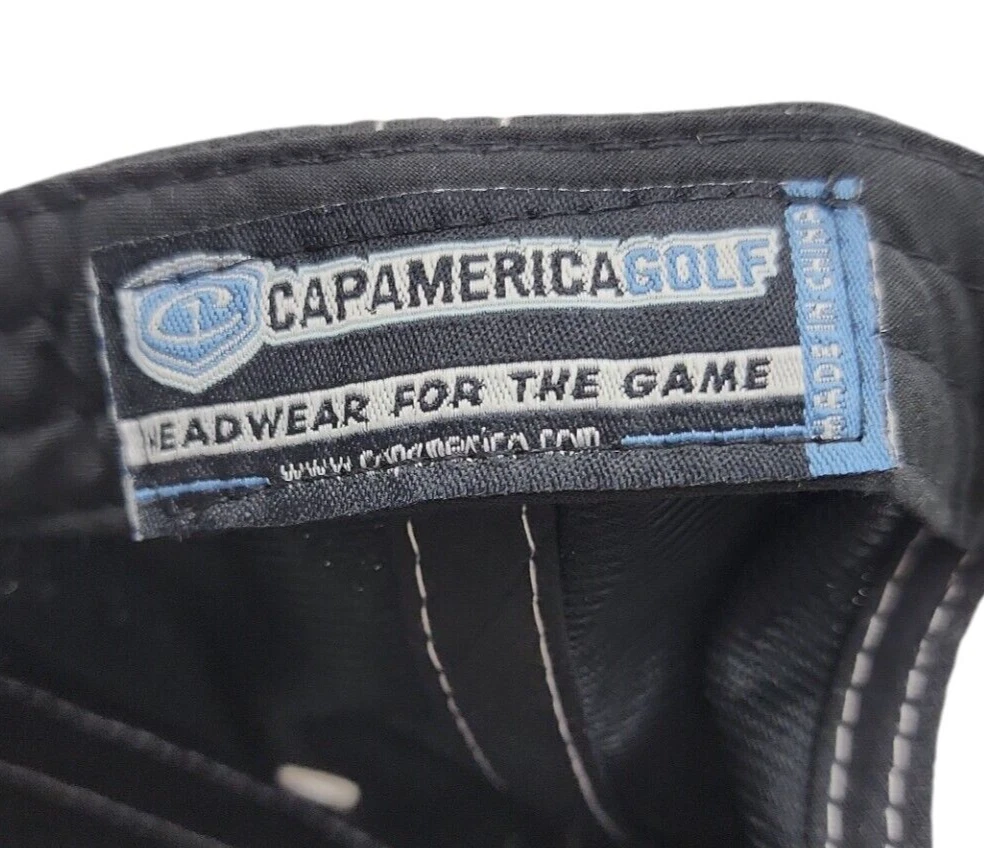 CAPAMERICAGOLF
HEADWEAR FOR THE GAME
www.capamerica.com
MADE IN CHINA